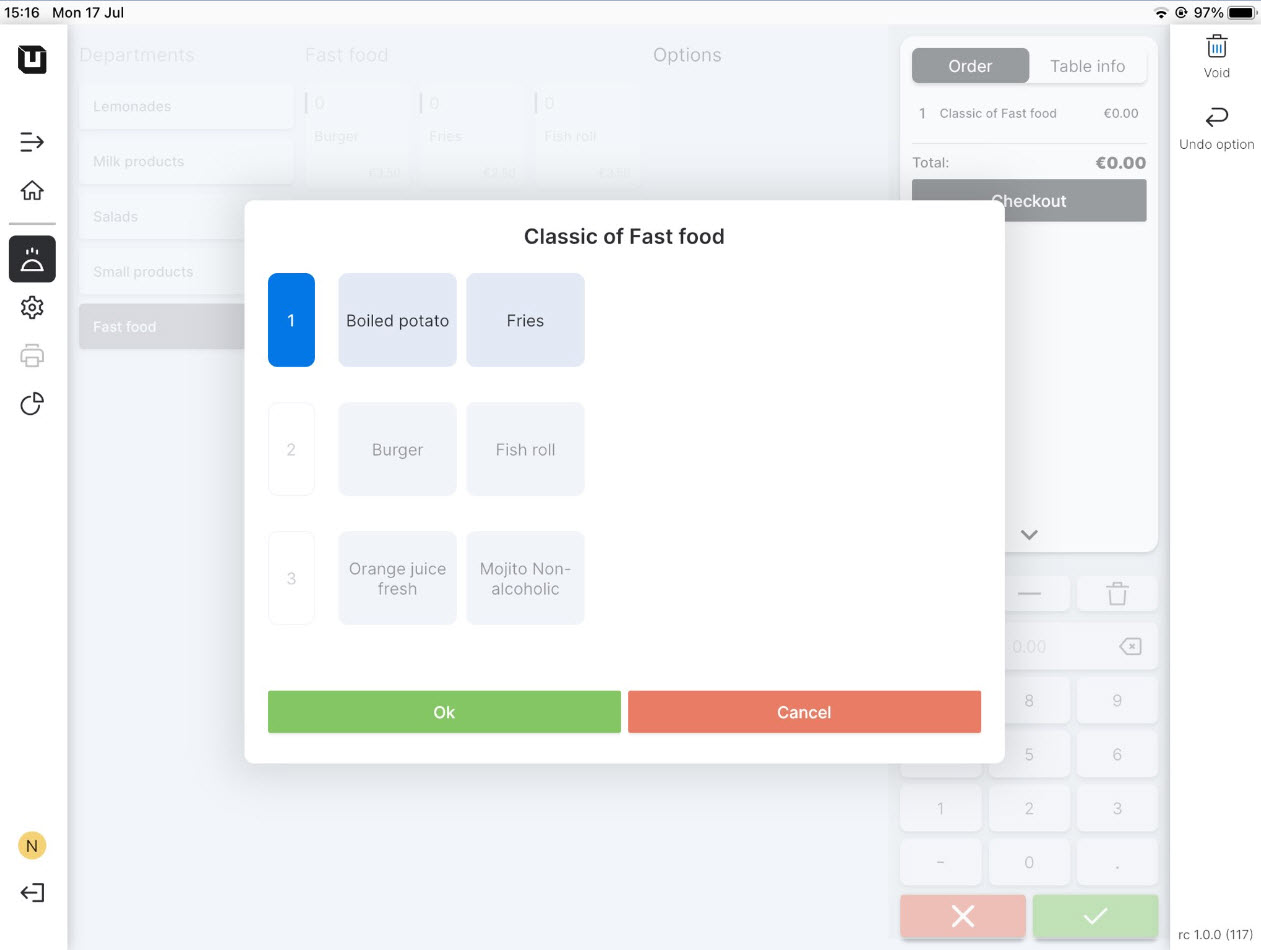 15:16 Mon 17 Jul
97%
Departments
Fast food
Options
Lemonades
Milk products
Salads
Small products
Fast food
0
Burger
€3.50
0
Fries
€2.50
0
Fish roll
€3.50
Order
Table info
1 Classic of Fast food €0.00
Total: €0.00
Checkout
Void
Undo option
Classic of Fast food
1
Boiled potato
Fries
2
Burger
Fish roll
3
Orange juice
fresh
Mojito Non-
alcoholic
Ok
Cancel
0.00
8
9
5
6
1
2
3
-
0
.
N
rc 1.0.0 (117)